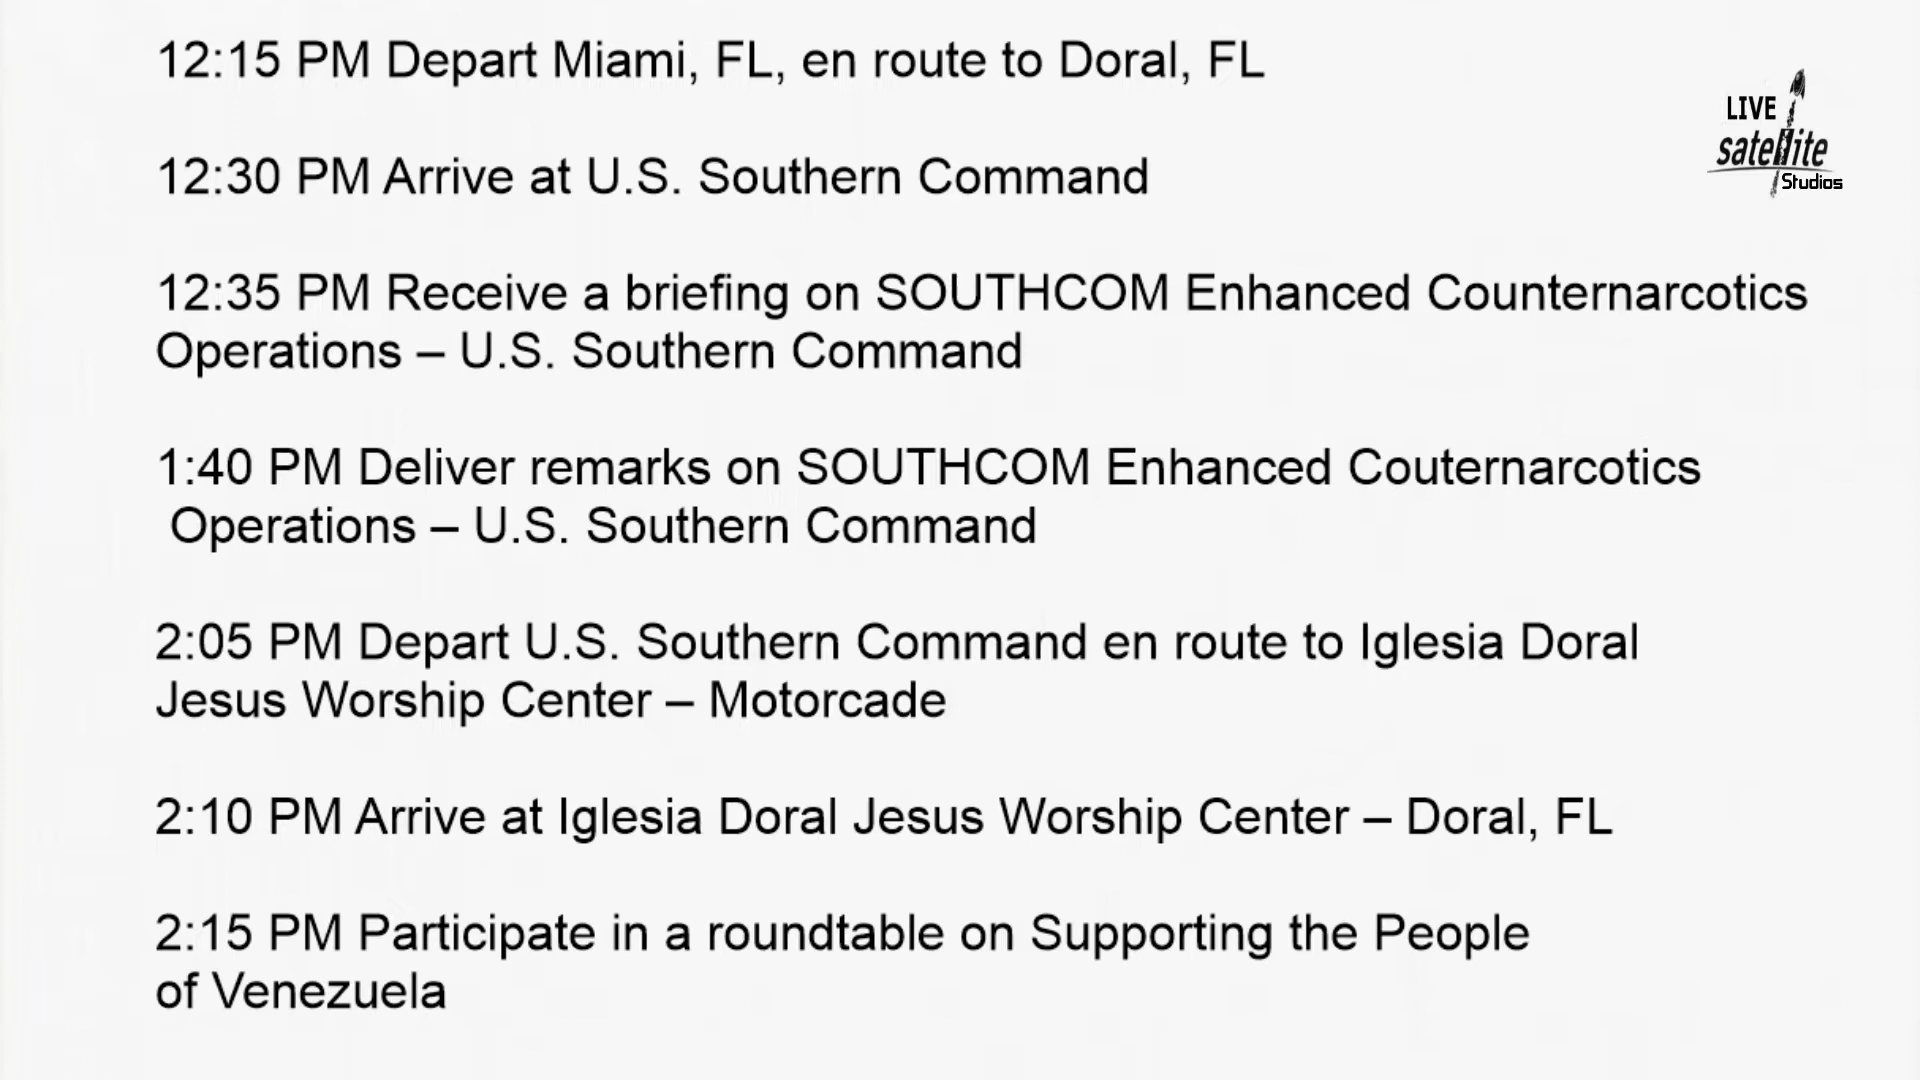 12:15 PM Depart Miami, FL, en route to Doral, FL
LIVE
satellite
Studios
12:30 PM Arrive at U.S. Southern Command
12:35 PM Receive a briefing on SOUTHCOM Enhanced Counternarcotics
Operations – U.S. Southern Command
1:40 PM Deliver remarks on SOUTHCOM Enhanced Couternarcotics
Operations – U.S. Southern Command
2:05 PM Depart U.S. Southern Command en route to Iglesia Doral
Jesus Worship Center – Motorcade
2:10 PM Arrive at Iglesia Doral Jesus Worship Center – Doral, FL
2:15 PM Participate in a roundtable on Supporting the People
of Venezuela